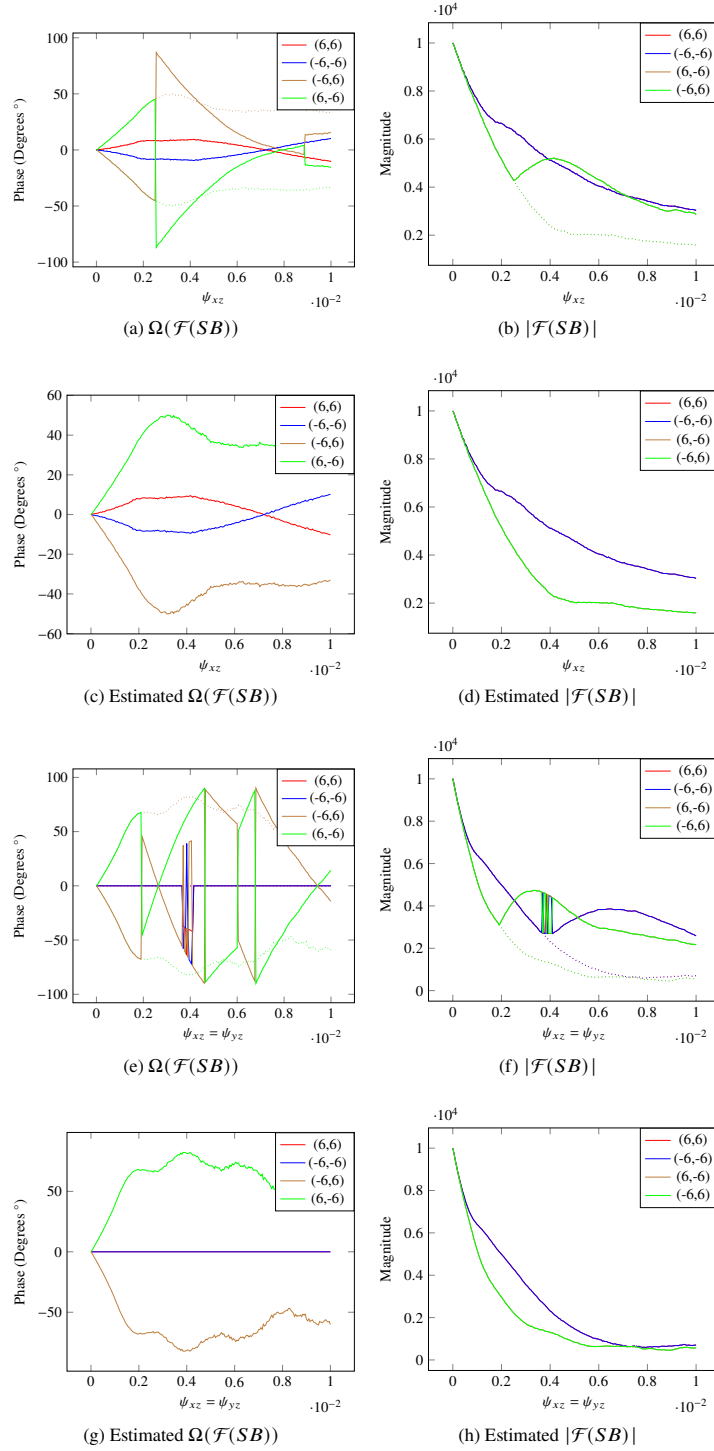 (6,6)
(-6,-6)
(-6,6)
(6,-6)
100
50
0
−50
−100
Phase (Degrees °)
0 0.2 0.4 0.6 0.8 1
·10⁻²
ψxz
(a) Ω(ℱ(SB))
·10⁴
(6,6)
(-6,-6)
(6,-6)
(-6,6)
1
0.8
0.6
0.4
0.2
Magnitude
0 0.2 0.4 0.6 0.8 1
·10⁻²
ψxz
(b) |ℱ(SB)|
(6,6)
(-6,-6)
(-6,6)
(6,-6)
60
40
20
0
−20
−40
−60
Phase (Degrees °)
0 0.2 0.4 0.6 0.8 1
·10⁻²
ψxz
(c) Estimated Ω(ℱ(SB))
·10⁴
(6,6)
(-6,-6)
(6,-6)
(-6,6)
1
0.8
0.6
0.4
0.2
Magnitude
0 0.2 0.4 0.6 0.8 1
·10⁻²
ψxz
(d) Estimated |ℱ(SB)|
(6,6)
(-6,-6)
(-6,6)
(6,-6)
100
50
0
−50
−100
Phase (Degrees °)
0 0.2 0.4 0.6 0.8 1
·10⁻²
ψxz = ψyz
(e) Ω(ℱ(SB))
·10⁴
(6,6)
(-6,-6)
(6,-6)
(-6,6)
1
0.8
0.6
0.4
0.2
0
Magnitude
0 0.2 0.4 0.6 0.8 1
·10⁻²
ψxz = ψyz
(f) |ℱ(SB)|
(6,6)
(-6,-6)
(-6,6)
(6,-6)
50
0
−50
Phase (Degrees °)
0 0.2 0.4 0.6 0.8 1
·10⁻²
ψxz = ψyz
(g) Estimated Ω(ℱ(SB))
·10⁴
(6,6)
(-6,-6)
(6,-6)
(-6,6)
1
0.8
0.6
0.4
0.2
0
Magnitude
0 0.2 0.4 0.6 0.8 1
·10⁻²
ψxz = ψyz
(h) Estimated |ℱ(SB)|